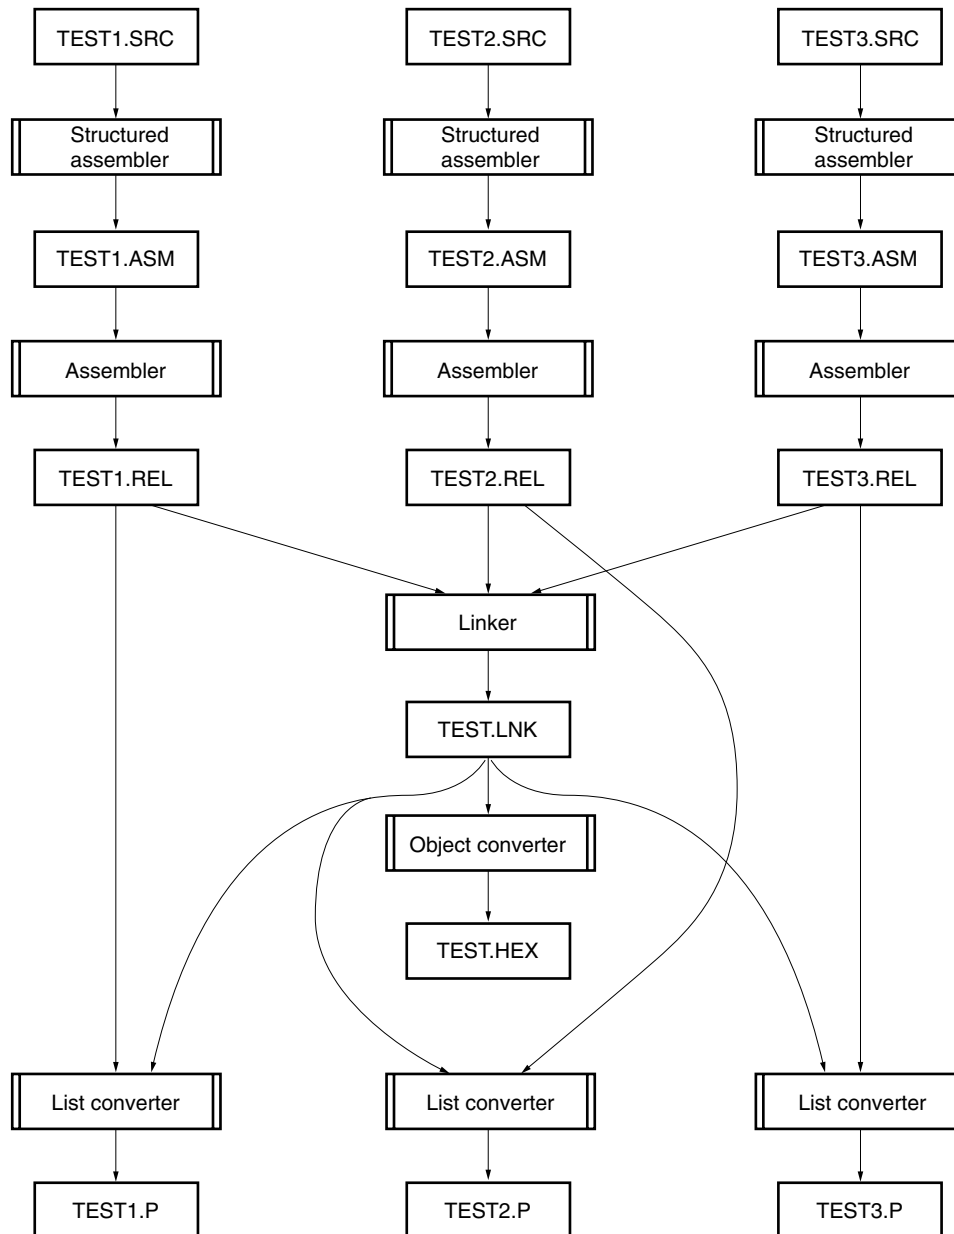 TEST1.SRC
TEST2.SRC
TEST3.SRC
Structured
assembler
Structured
assembler
Structured
assembler
TEST1.ASM
TEST2.ASM
TEST3.ASM
Assembler
Assembler
Assembler
TEST1.REL
TEST2.REL
TEST3.REL
Linker
TEST.LNK
Object converter
TEST.HEX
List converter
List converter
List converter
TEST1.P
TEST2.P
TEST3.P